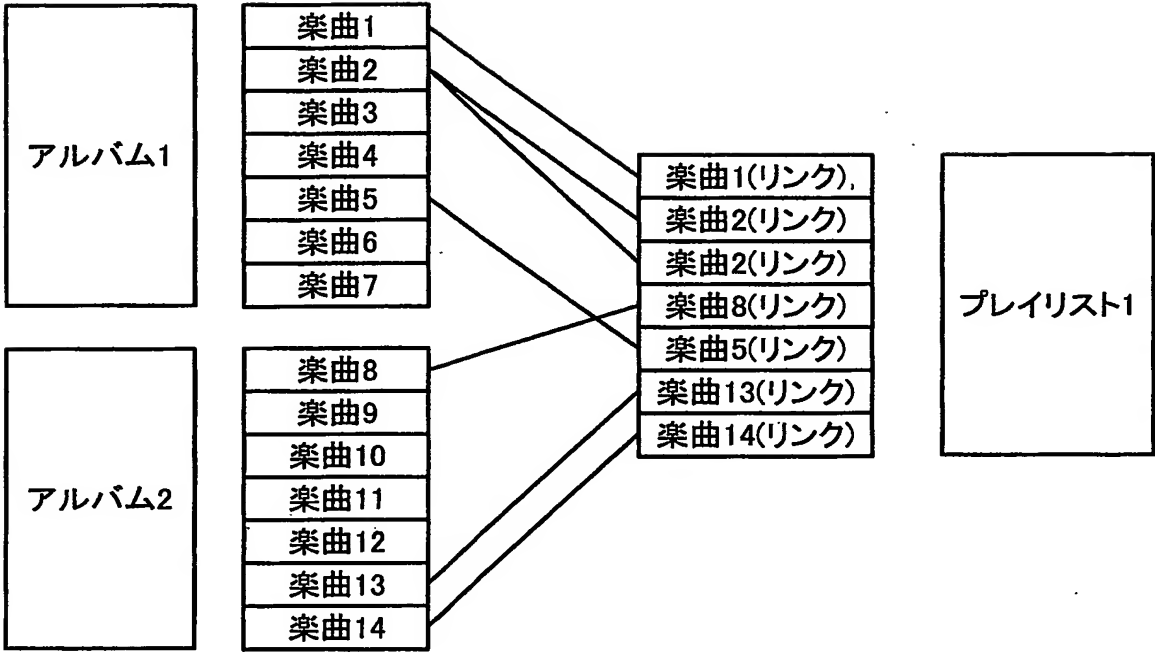 アルバム1
楽曲1
楽曲2
楽曲3
楽曲4
楽曲5
楽曲6
楽曲7
アルバム2
楽曲8
楽曲9
楽曲10
楽曲11
楽曲12
楽曲13
楽曲14
楽曲1(リンク)
楽曲2(リンク)
楽曲2(リンク)
楽曲8(リンク)
楽曲5(リンク)
楽曲13(リンク)
楽曲14(リンク)
プレイリスト1